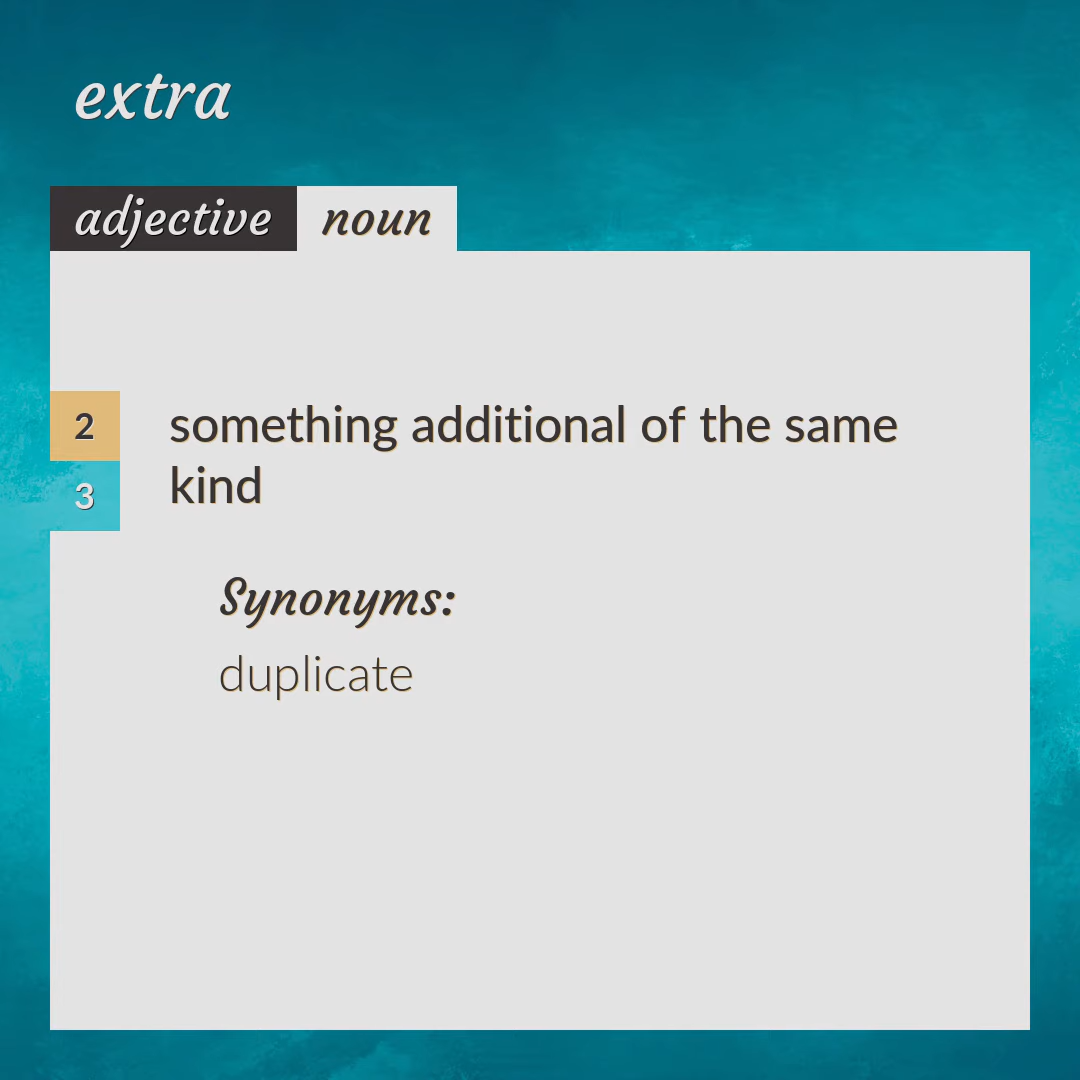 extra
adjective noun
2 something additional of the same
3 kind
Synonyms:
duplicate